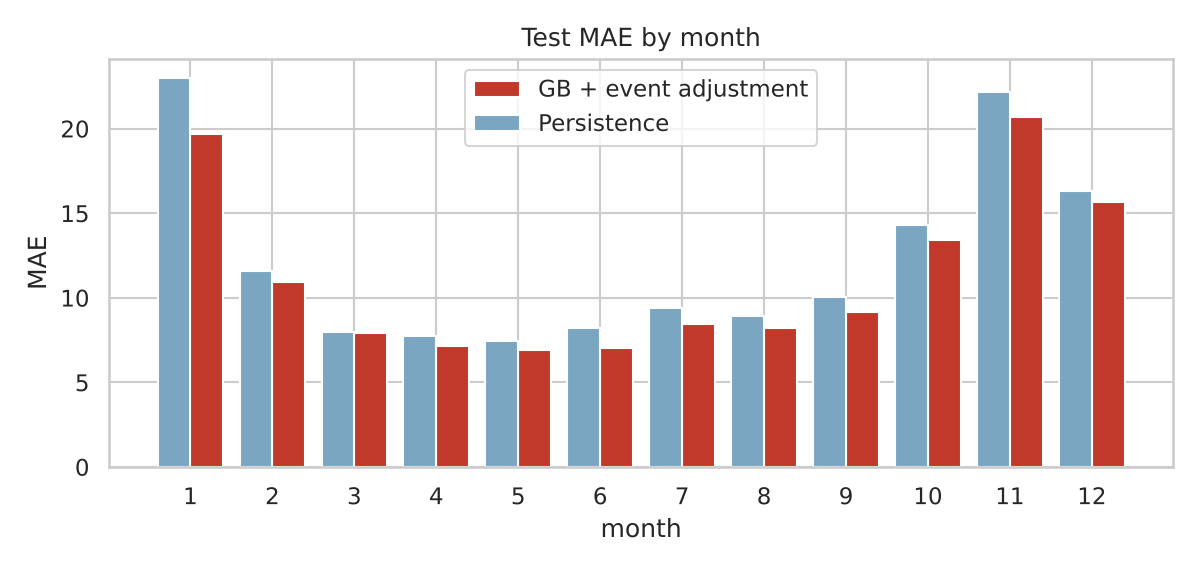 Test MAE by month
GB + event adjustment
Persistence
MAE
20
15
10
5
0
1 2 3 4 5 6 7 8 9 10 11 12
month